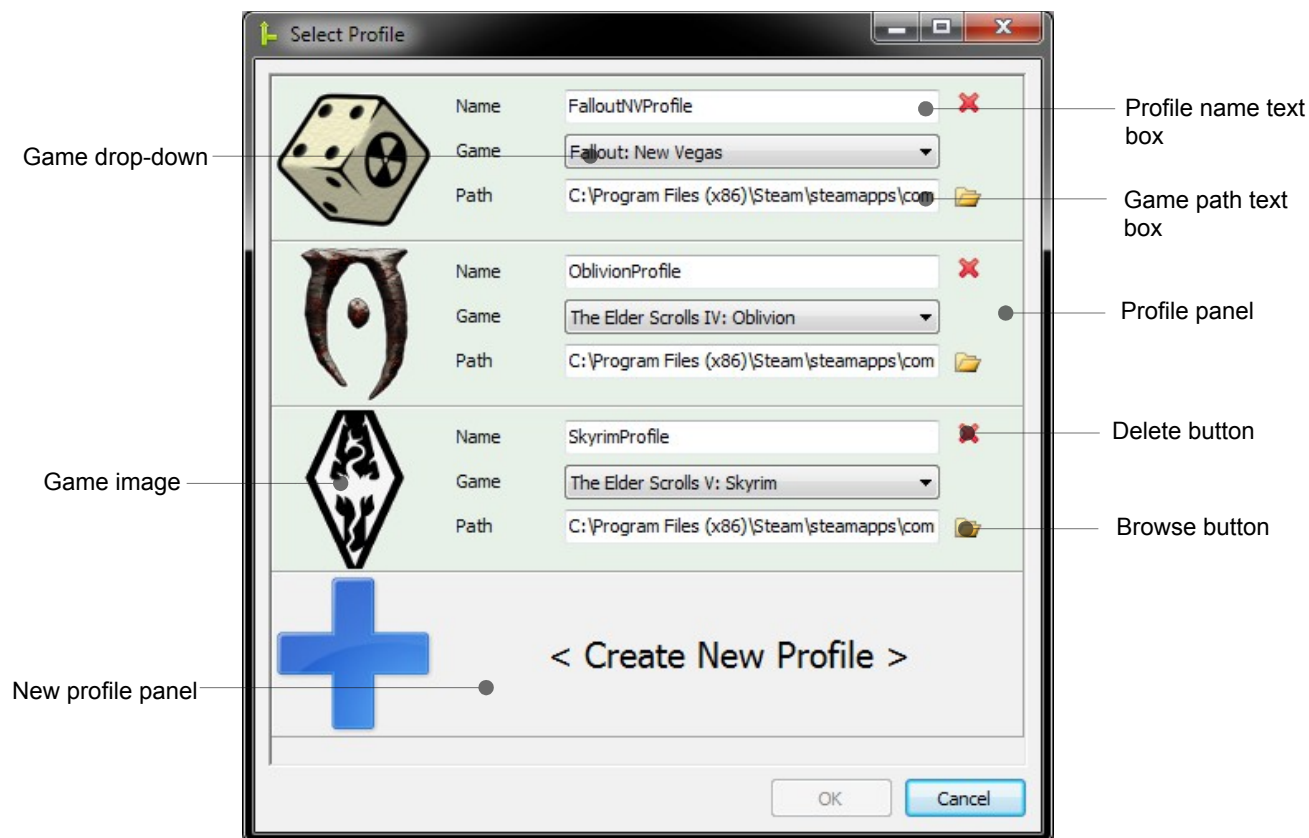 Select Profile
Name
FalloutNVProfile
Profile name text
box
Game drop-down
Game
Fallout: New Vegas
Path
C:\Program Files (x86)\Steam\steamapps\com
Game path text
box
Name
OblivionProfile
Game
The Elder Scrolls IV: Oblivion
Profile panel
Path
C:\Program Files (x86)\Steam\steamapps\com
Name
SkyrimProfile
Delete button
Game image
Game
The Elder Scrolls V: Skyrim
Path
C:\Program Files (x86)\Steam\steamapps\com
Browse button
< Create New Profile >
New profile panel
OK
Cancel